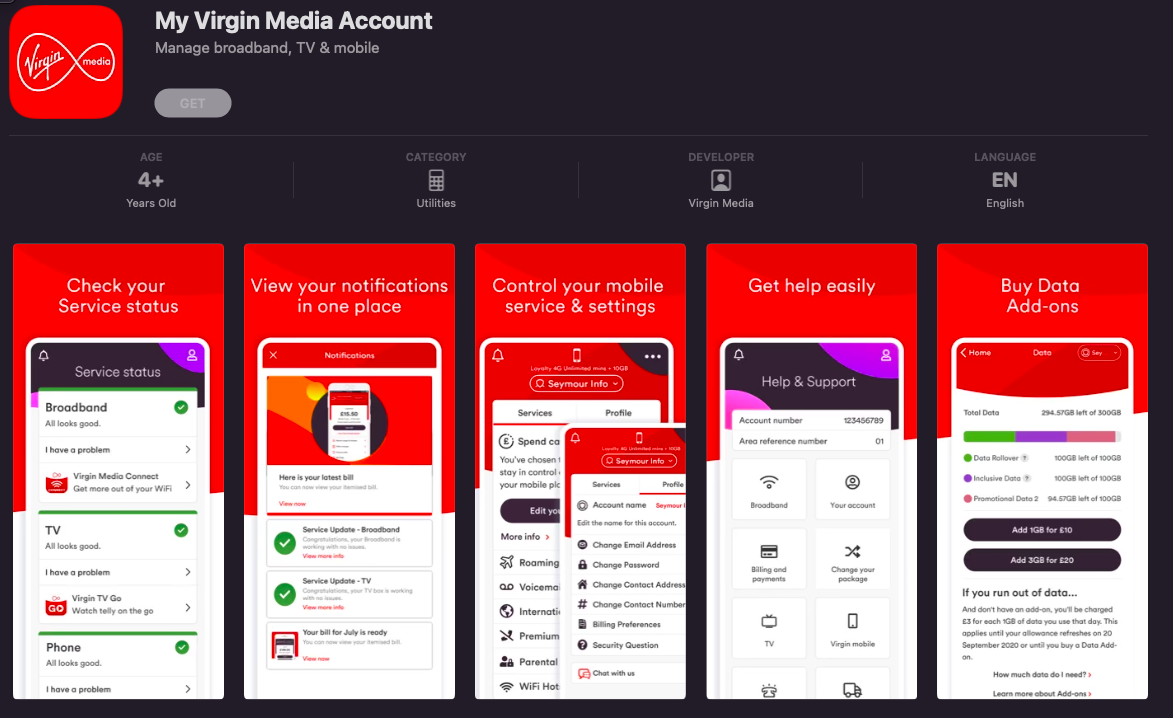 My Virgin Media Account
Manage broadband, TV & mobile
Virgin media
GET
AGE
4+
Years Old
CATEGORY
Utilities
DEVELOPER
Virgin Media
LANGUAGE
EN
English
Check your
Service status
Service status
Broadband
All looks good.
I have a problem
Virgin Media Connect
Get more out of your WiFi
TV
All looks good.
I have a problem
GO
Virgin TV Go
Watch telly on the go
Phone
All looks good.
I have a problem
View your notifications
in one place
Notifications
£15.50
Here is your latest bill
You can now view your itemised bill.
View now
Service Update - Broadband
Congratulations, your Broadband is
working with no issues.
View more info
Service Update - TV
Congratulations, your TV box is working
with no issues.
View more info
Your bill for July is ready
You can now view your itemised bill.
View now
Control your mobile
service & settings
Loyalty 4G Unlimited mins + 10GB
Seymour Info
Services Profile
Spend ca
You've chosen
stay in control
your mobile pl
Edit you
More info
Roaming
Voicema
Internati
Premium
Parental
WiFi Hot
Loyalty 4G Unlimited mins + 10GB
Seymour Info
Services Profile
Account name Seymour I
Edit the name for this account.
Change Email Address
Change Password
Change Contact Address
Change Contact Number
Billing Preferences
Security Question
Chat with us
Get help easily
Help & Support
Account number 123456789
Area reference number 01
Broadband
Your account
Billing and
payments
Change your
package
TV
Virgin mobile
Buy Data
Add-ons
Home Data Sey
Total Data 294.57GB left of 300GB
Data Rollover ? 100GB left of 100GB
Inclusive Data ? 100GB left of 100GB
Promotional Data 2 94.57GB left of 100GB
Add 1GB for £10
Add 3GB for £20
If you run out of data...
And don't have an add-on, you'll be charged
£3 for each 1GB of data you use that day. This
applies until your allowance refreshes on 20
September 2020 or until you buy a Data Add-
on.
How much data do I need?
Learn more about Add-ons